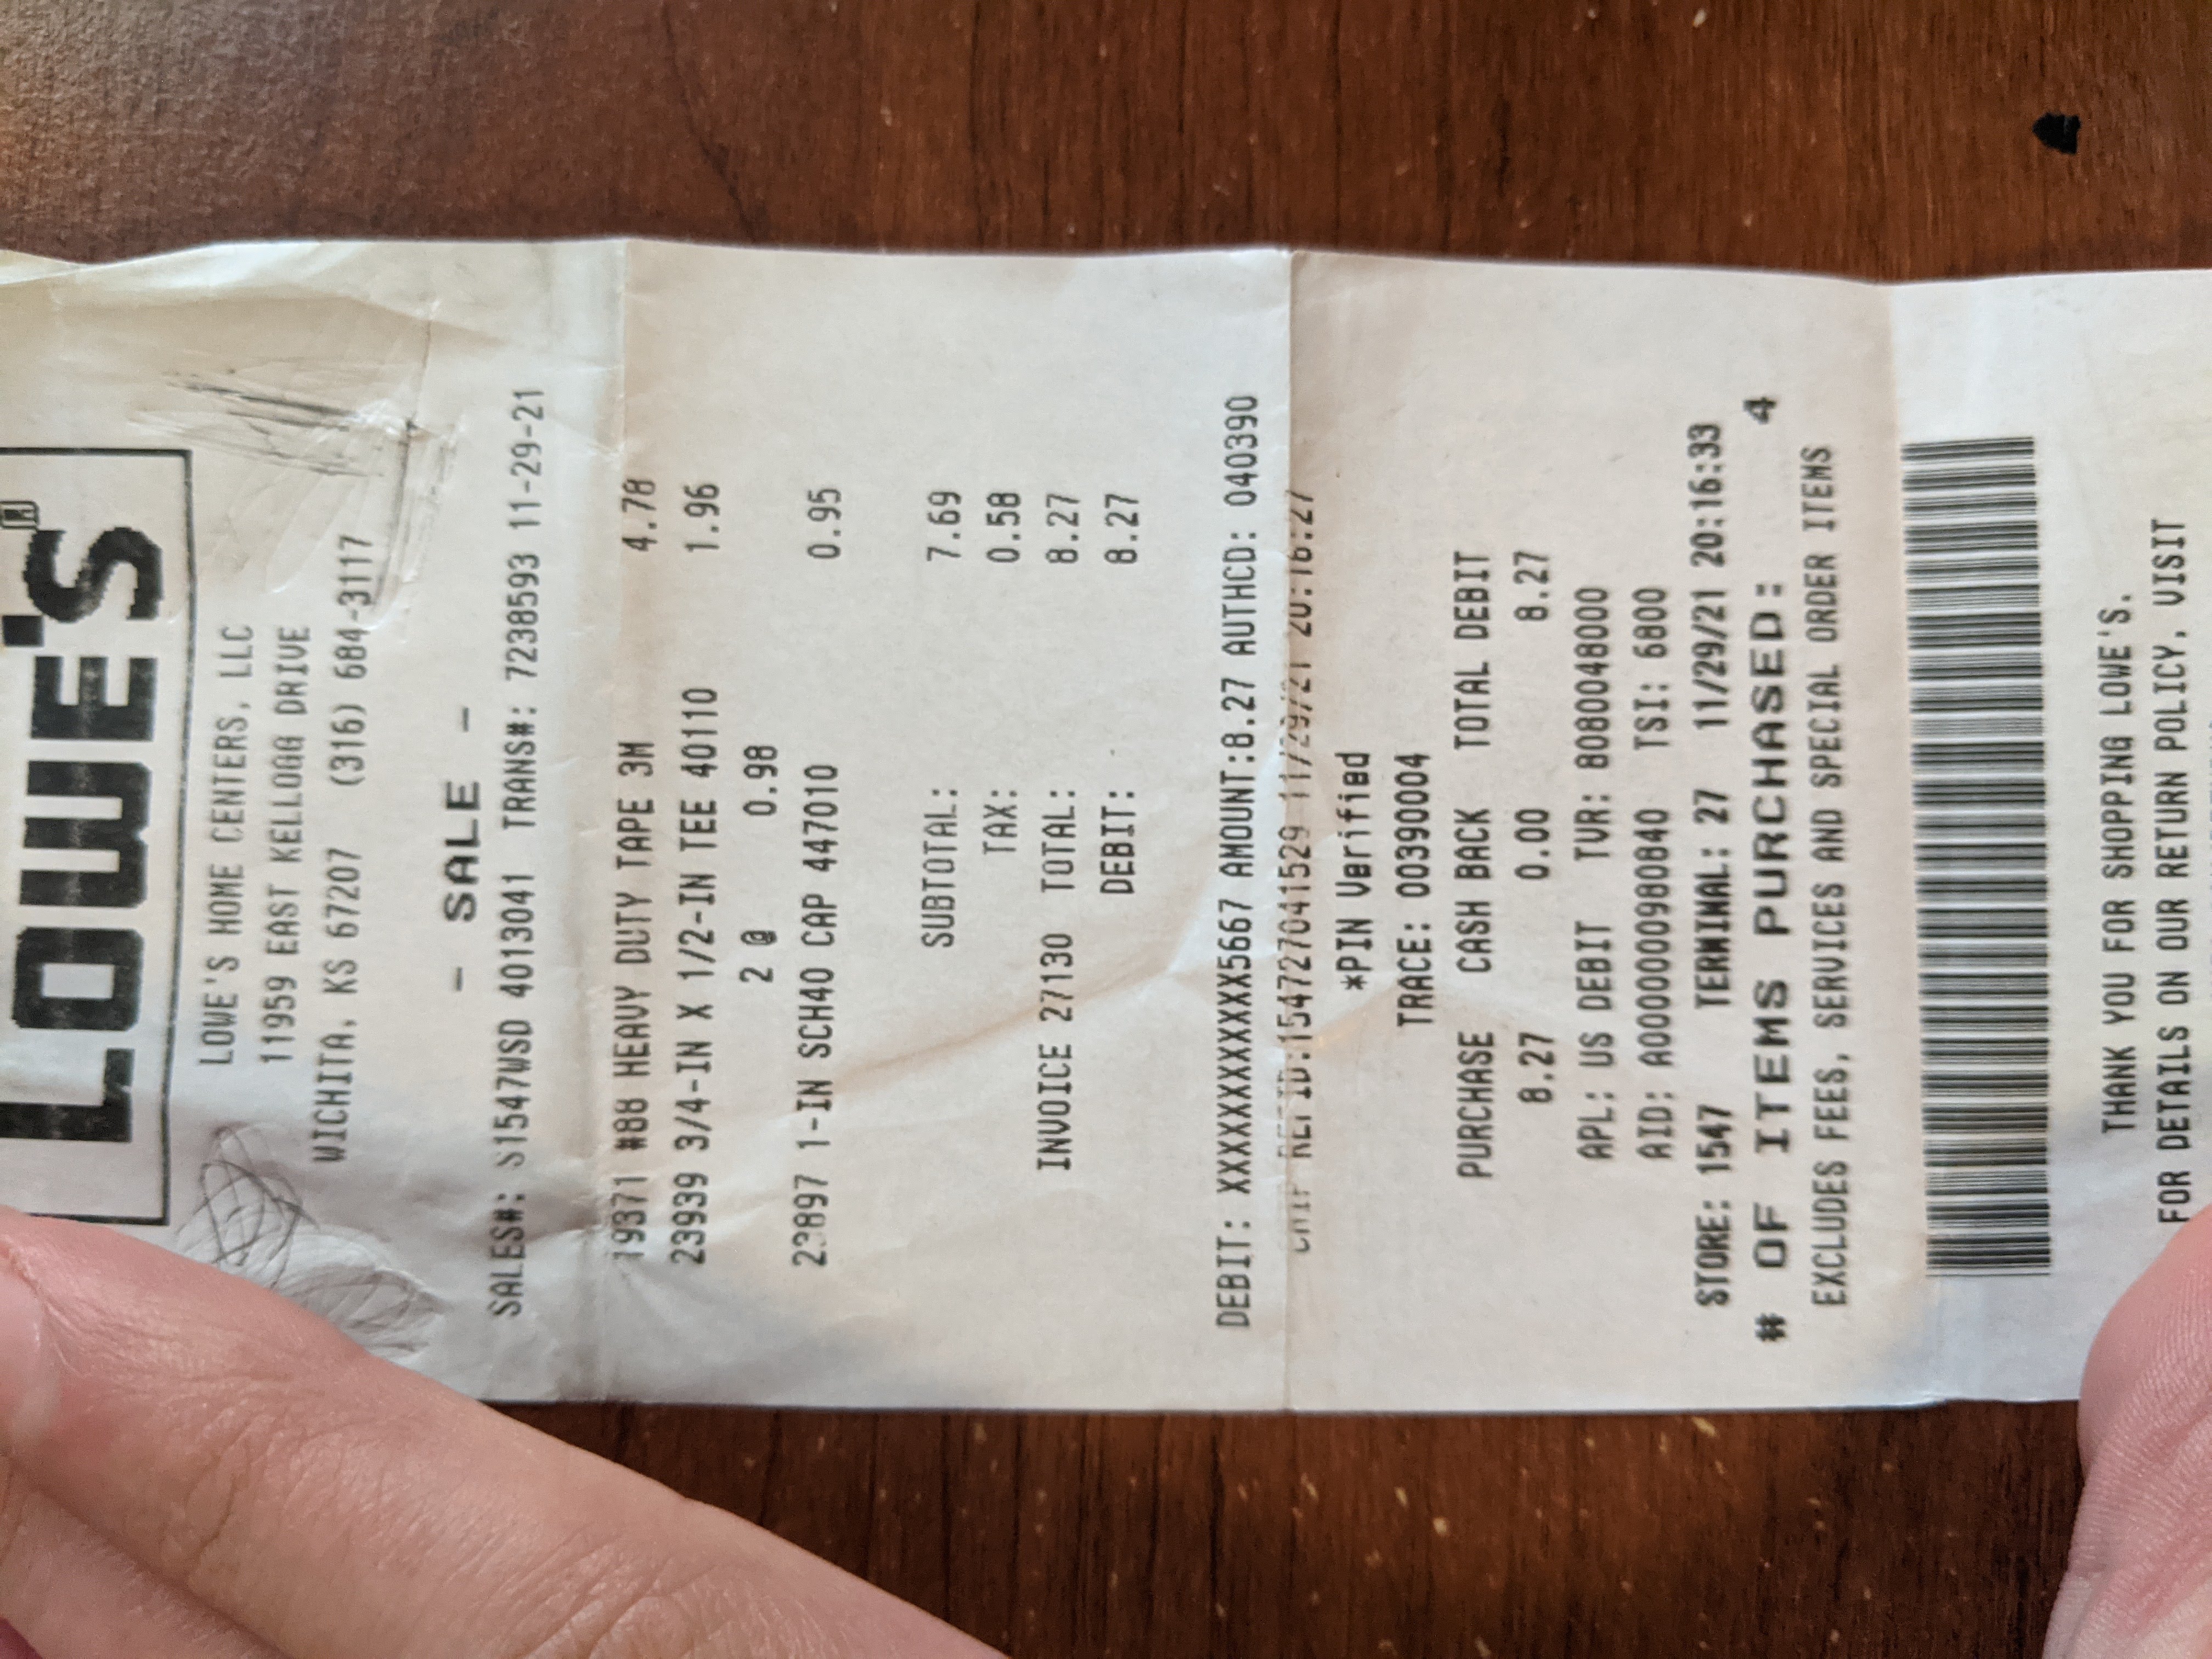 LOWE'S®
LOWE'S HOME CENTERS, LLC
11959 EAST KELLOGG DRIVE
WICHITA, KS 67207 (316) 684-3117
- SALE -
SALES#: S1547WSD 4013041 TRANS#: 7238593 11-29-21
19371 #88 HEAVY DUTY TAPE 3M 4.78
23939 3/4-IN X 1/2-IN TEE 40110 1.96
2 @ 0.98
23897 1-IN SCH40 CAP 447010 0.95
SUBTOTAL: 7.69
TAX: 0.58
INVOICE 27130 TOTAL: 8.27
DEBIT: 8.27
DEBIT: XXXXXXXXXXXX5667 AMOUNT:8.27 AUTHCD: 040390
CHIP REFID:154727041529 11/29/21 20:16:27
*PIN Verified
TRACE: 00390004
PURCHASE CASH BACK TOTAL DEBIT
8.27 0.00 8.27
APL: US DEBIT TVR: 8080048000
AID: A0000000980840 TSI: 6800
STORE: 1547 TERMINAL: 27 11/29/21 20:16:33
# OF ITEMS PURCHASED: 4
EXCLUDES FEES, SERVICES AND SPECIAL ORDER ITEMS
THANK YOU FOR SHOPPING LOWE'S.
FOR DETAILS ON OUR RETURN POLICY, VISIT